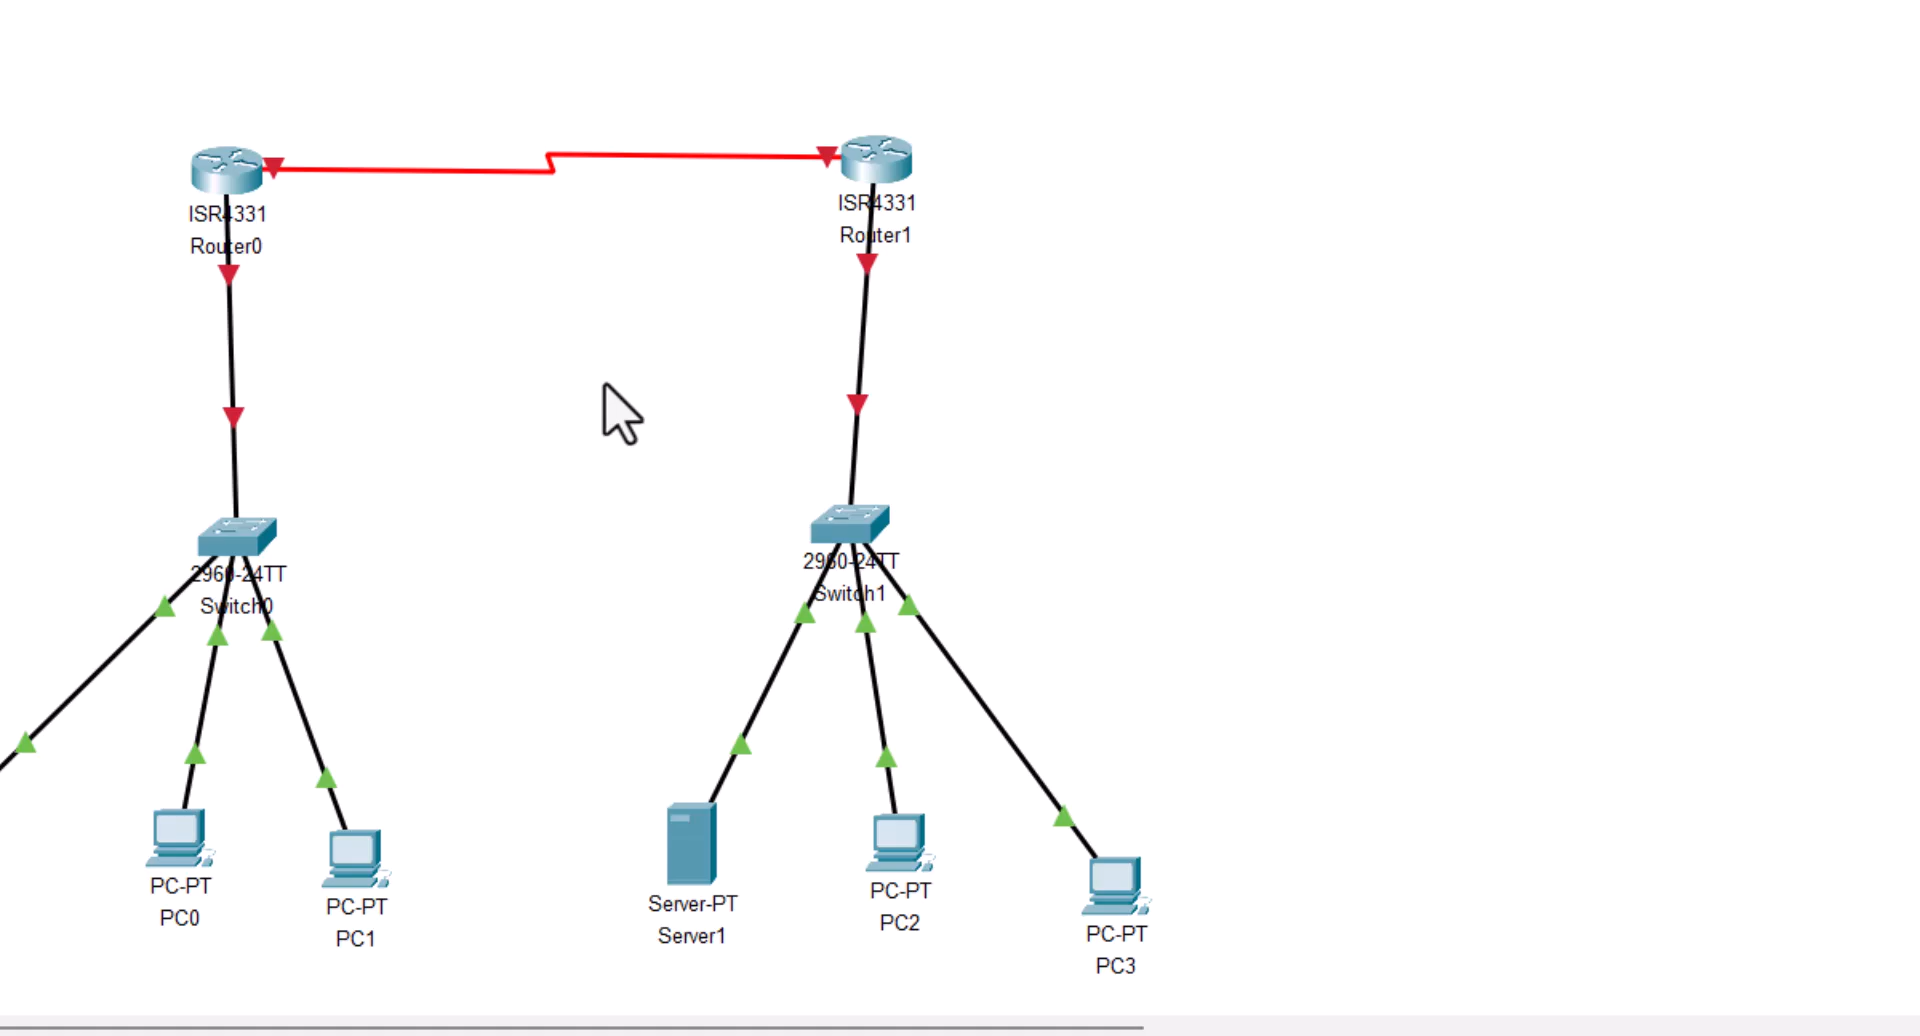 ISR4331
Router0
ISR4331
Router1
2960-24TT
Switch0
2960-24TT
Switch1
PC-PT
PC0
PC-PT
PC1
Server-PT
Server1
PC-PT
PC2
PC-PT
PC3